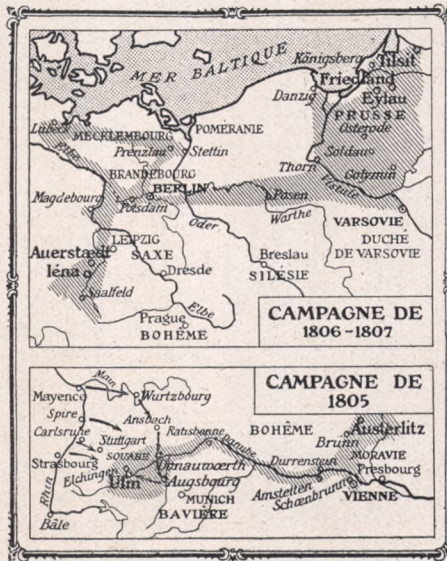 MER BALTIQUE
Königsberg
Tilsit
Friedland
Danzig
Eylau
PRUSSE
Lübeck
MECKLEMBOURG
POMÉRANIE
Osterode
Elbe
Prenzlau
Stettin
Soldau
BRANDEBOURG
Thorn
Golymin
BERLIN
Magdebourg
Potsdam
Posen
Vistule
Warthe
Oder
VARSOVIE
LEIPZIG
DUCHÉ
DE VARSOVIE
Auerstædt
SAXE
Breslau
Iéna
Dresde
SILÉSIE
Saalfeld
Prague
Elbe
BOHÊME
CAMPAGNE DE
1806-1807
CAMPAGNE DE
1805
Main
Mayence
Wurtzbourg
Spire
Ansbach
Ratisbonne
BOHÊME
Austerlitz
Carlsruhe
Stuttgart
Danube
Brünn
SOUABE
Durrenstein
MORAVIE
Strasbourg
Donauwœrth
Presbourg
Elchingen
Ulm
Augsbourg
Amstetten
Schœnbrunn
VIENNE
Rhin
MUNICH
Bâle
BAVIÈRE